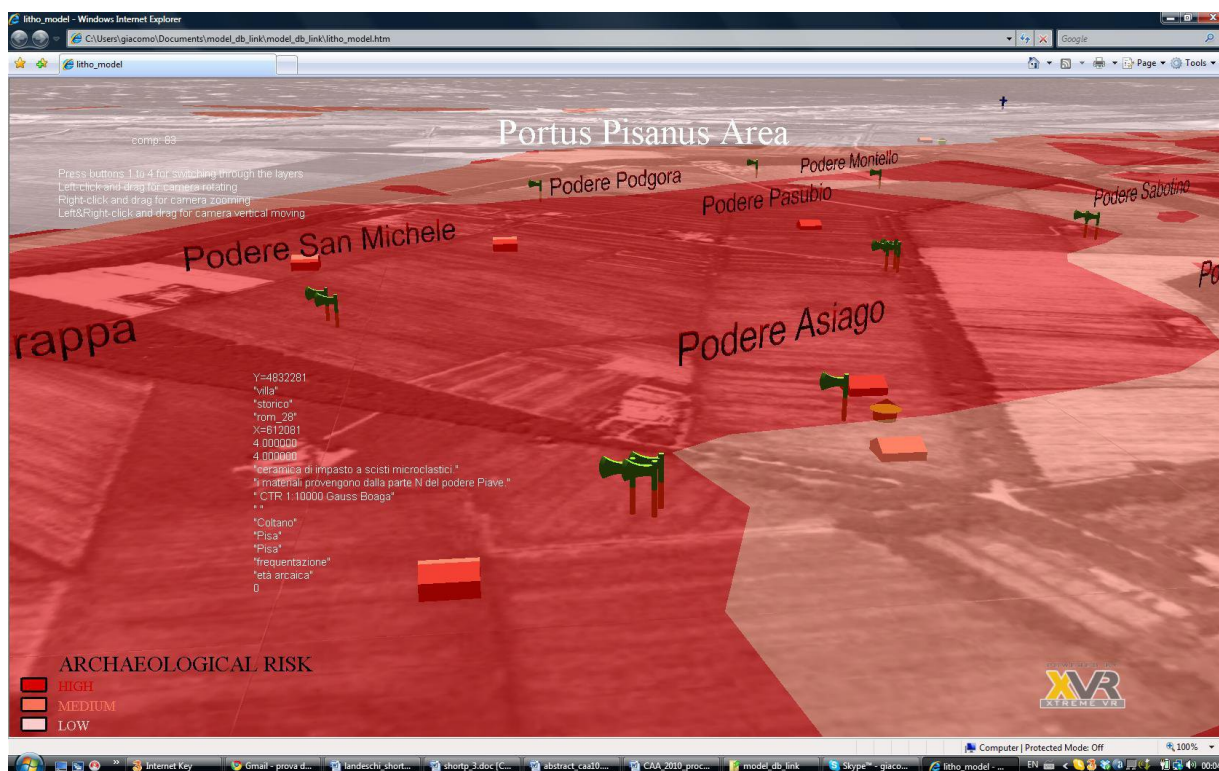 litho_model - Windows Internet Explorer
C:\Users\giacomo\Documents\model_db_link\model_db_link\litho_model.htm
Google
litho_model
Page
Tools
comp: 83
Portus Pisanus Area
Press buttons 1 to 4 for switching through the layers
Left-click and drag for camera rotating
Right-click and drag for camera zooming
Left&Right-click and drag for camera vertical moving
Podere Montello
Podere Podgora
Podere Pasubio
Podere Sabotino
Podere San Michele
Po
rappa
Podere Asiago
Y=4832281
"villa"
"storico"
"rom_28"
X=612081
4.000000
4.000000
"ceramica di impasto a scisti microclastici."
"i materiali provengono dalla parte N del podere Piave."
" CTR 1:10000 Gauss Boaga"
" "
"Coltano"
"Pisa"
"Pisa"
"frequentazione"
"età arcaica"
0
ARCHAEOLOGICAL RISK
HIGH
MEDIUM
LOW
XVR
XTREME VR
Computer | Protected Mode: Off
100%
Internet Key
Gmail - prova d...
landeschi_short...
shortp_3.doc [C...
abstract_caa10....
CAA_2010_proc...
model_db_link
Skype™ - giaco...
litho_model - ...
EN
00:04